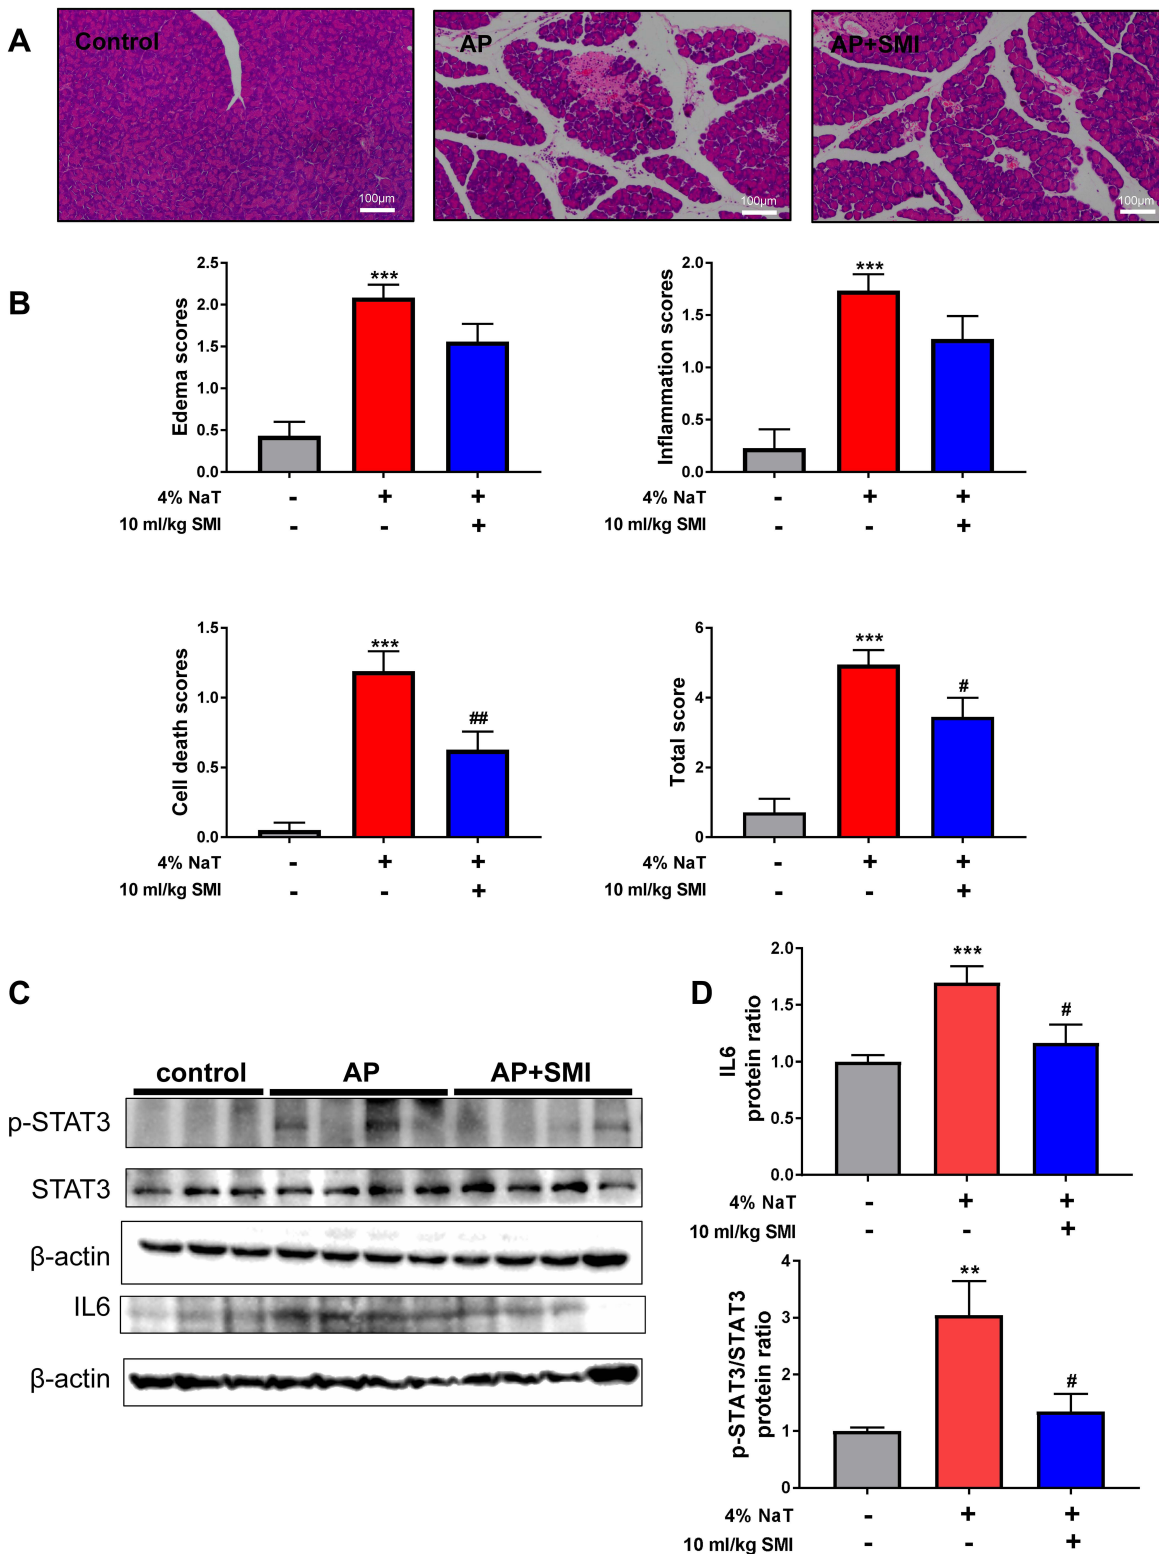 A
Control
AP
AP+SMI
100μm
100μm
100μm
B
2.5
2.0
1.5
1.0
0.5
0.0
Edema scores
***
4% NaT - + +
10 ml/kg SMI - - +
2.0
1.5
1.0
0.5
0.0
Inflammation scores
***
4% NaT - + +
10 ml/kg SMI - - +
1.5
1.0
0.5
0.0
Cell death scores
***
##
4% NaT - + +
10 ml/kg SMI - - +
6
4
2
0
Total score
***
#
4% NaT - + +
10 ml/kg SMI - - +
C
control AP AP+SMI
p-STAT3
STAT3
β-actin
IL6
β-actin
D
2.0
1.5
1.0
0.5
0.0
IL6
protein ratio
***
#
4% NaT - + +
10 ml/kg SMI - - +
4
3
2
1
0
p-STAT3/STAT3
protein ratio
**
#
4% NaT - + +
10 ml/kg SMI - - +